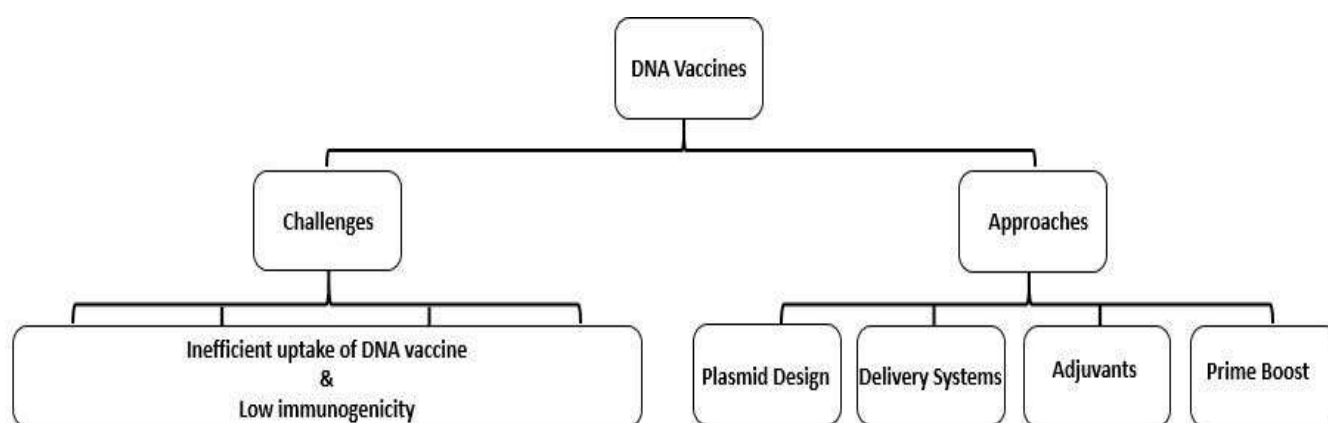 DNA Vaccines
Challenges
Approaches
Inefficient uptake of DNA vaccine
&
Low immunogenicity
Plasmid Design
Delivery Systems
Adjuvants
Prime Boost